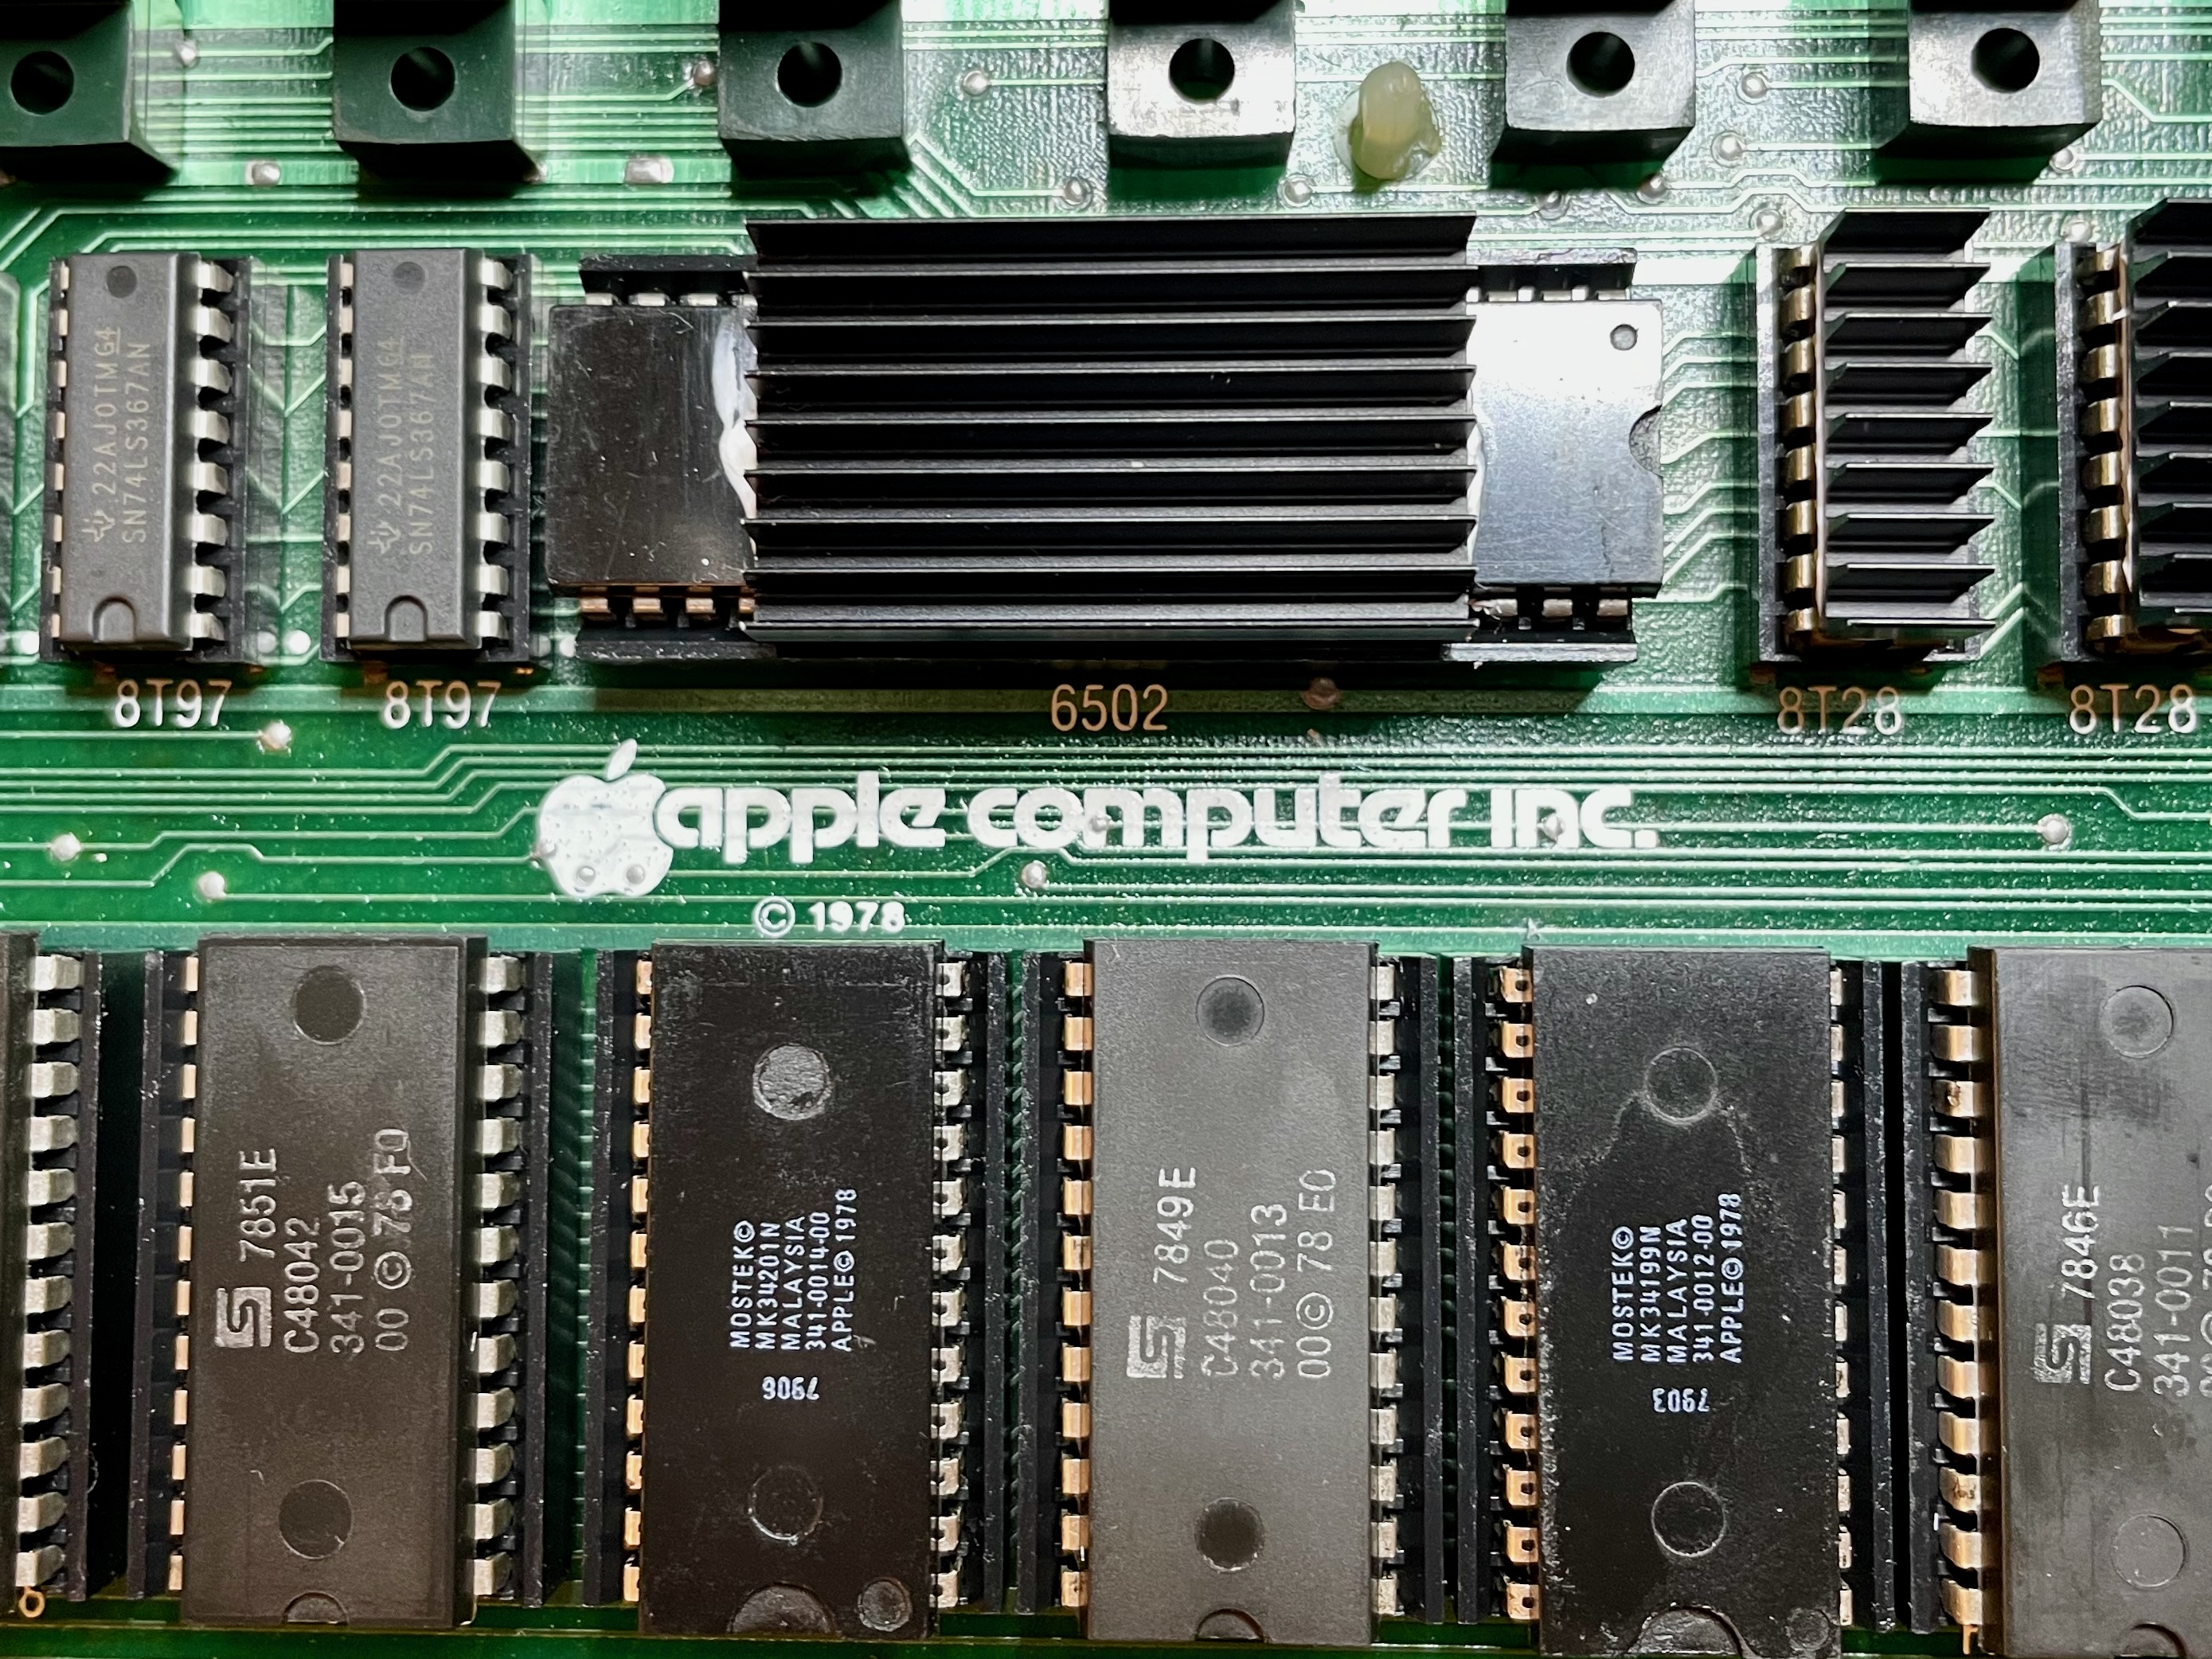 22AJ0TMG4
SN74LS367AN
22AJ0TMG4
SN74LS367AN
8T97
8T97
6502
8T28
8T28
apple computer inc.
© 1978
7851E
C48042
341-0015
00 © 78 F0
MOSTEK©
MK34201N
MALAYSIA
341-0014-00
APPLE©1978
7906
7849E
C48040
341-0013
00 © 78 E0
MOSTEK©
MK34199N
MALAYSIA
341-0012-00
APPLE©1978
7903
7846E
C48038
341-0011